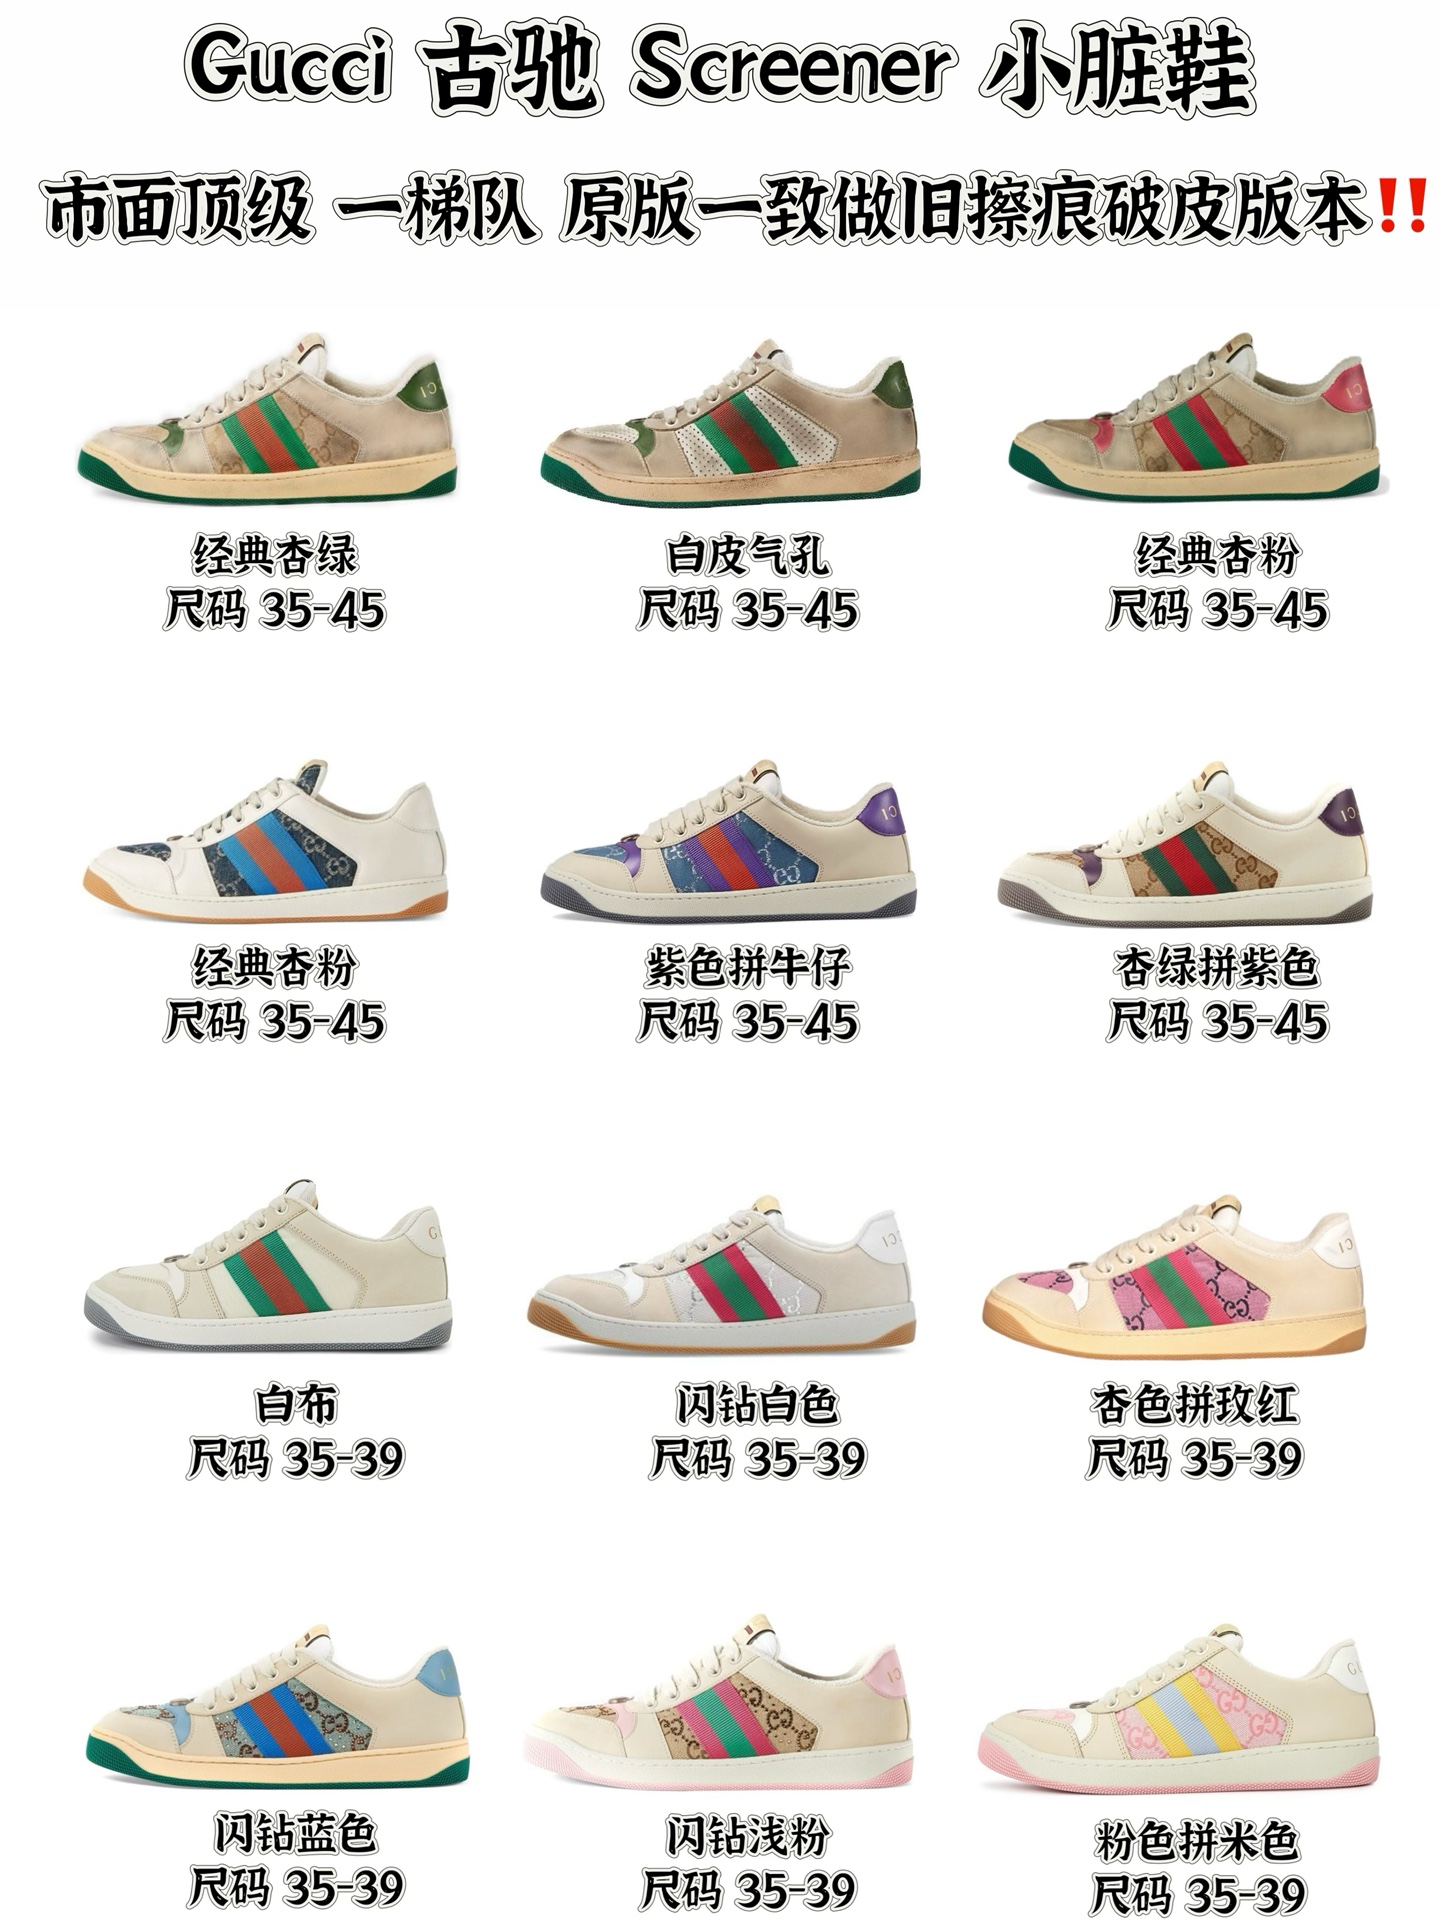 Gucci 古驰 Screener 小脏鞋
市面顶级 一梯队 原版一致做旧擦痕破皮版本‼️
经典杏绿
尺码 35-45
白皮气孔
尺码 35-45
经典杏粉
尺码 35-45
经典杏粉
尺码 35-45
紫色拼牛仔
尺码 35-45
杏绿拼紫色
尺码 35-45
白布
尺码 35-39
闪钻白色
尺码 35-39
杏色拼玫红
尺码 35-39
闪钻蓝色
尺码 35-39
闪钻浅粉
尺码 35-39
粉色拼米色
尺码 35-39